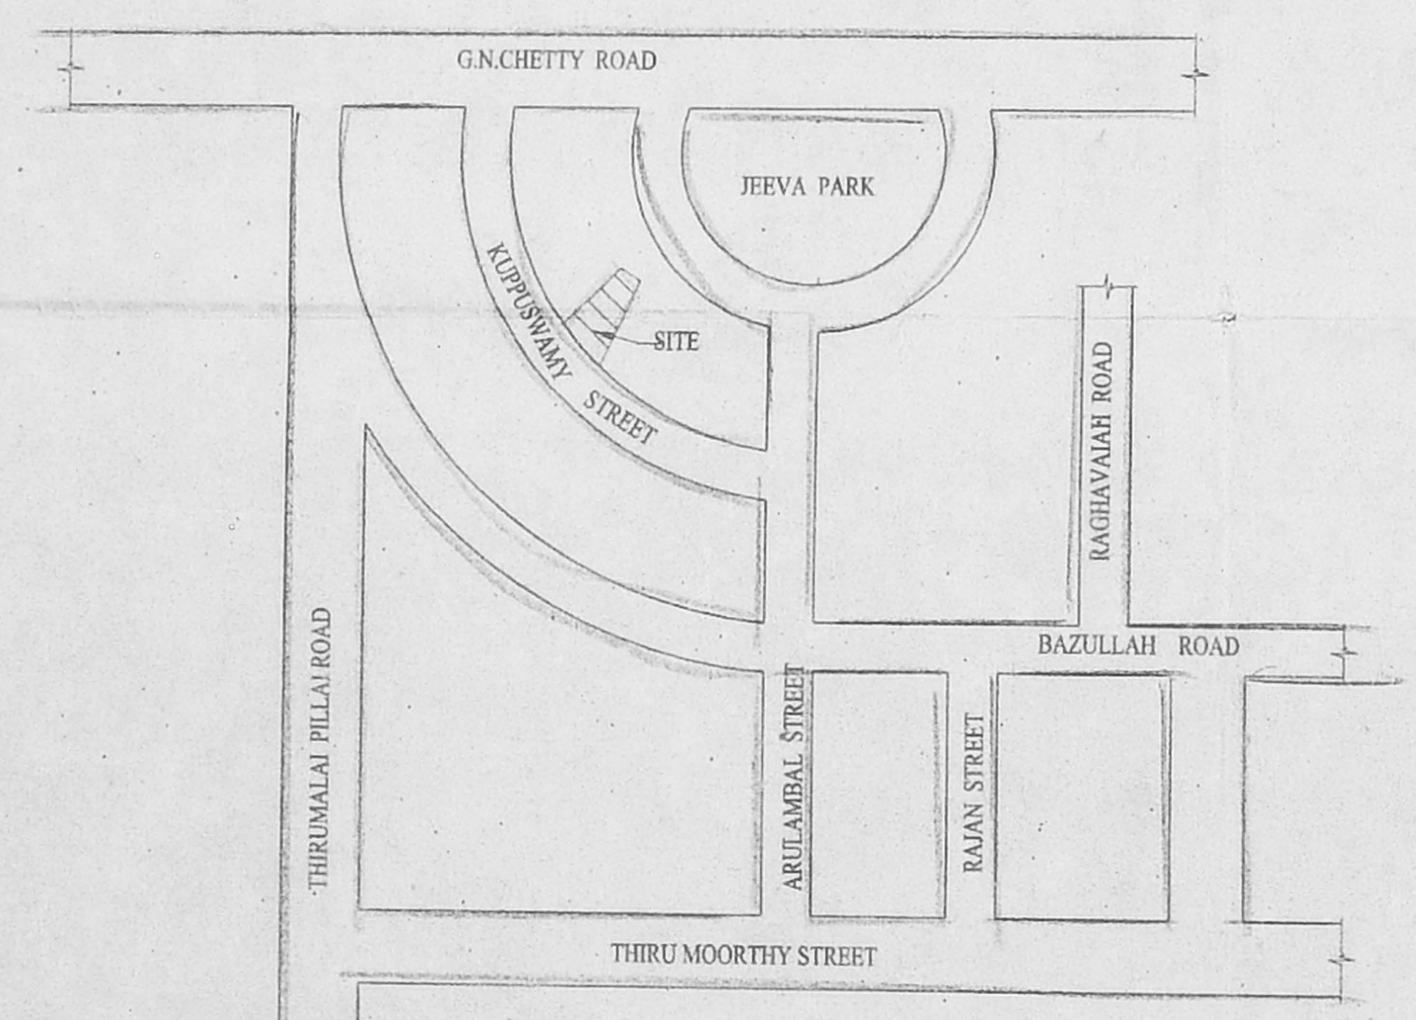 G.N.CHETTY ROAD
JEEVA PARK
KUPPUSWAMY STREET
SITE
RAGHAVAIAH ROAD
BAZULLAH ROAD
THIRUMALAI PILLAI ROAD
ARULAMBAL STREET
RAJAN STREET
THIRU MOORTHY STREET